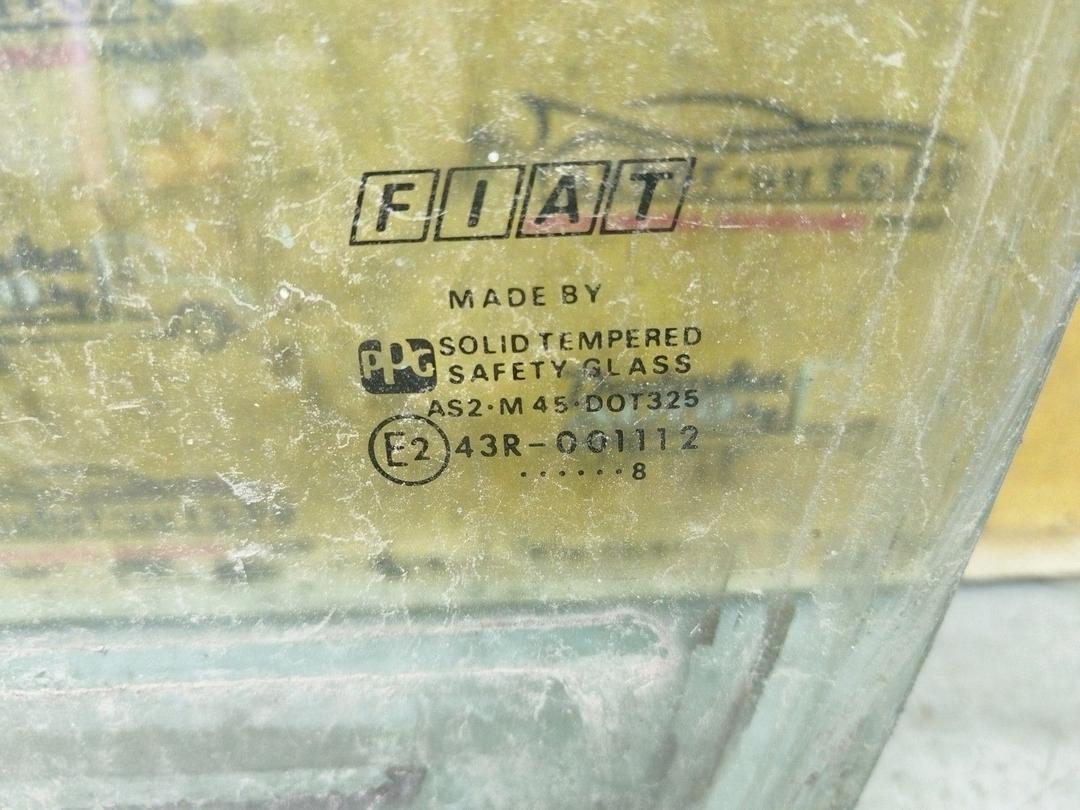 FIAT
MADE BY
PPG SOLID TEMPERED
SAFETY GLASS
AS2·M45·DOT325
E2 43R-001112
······8